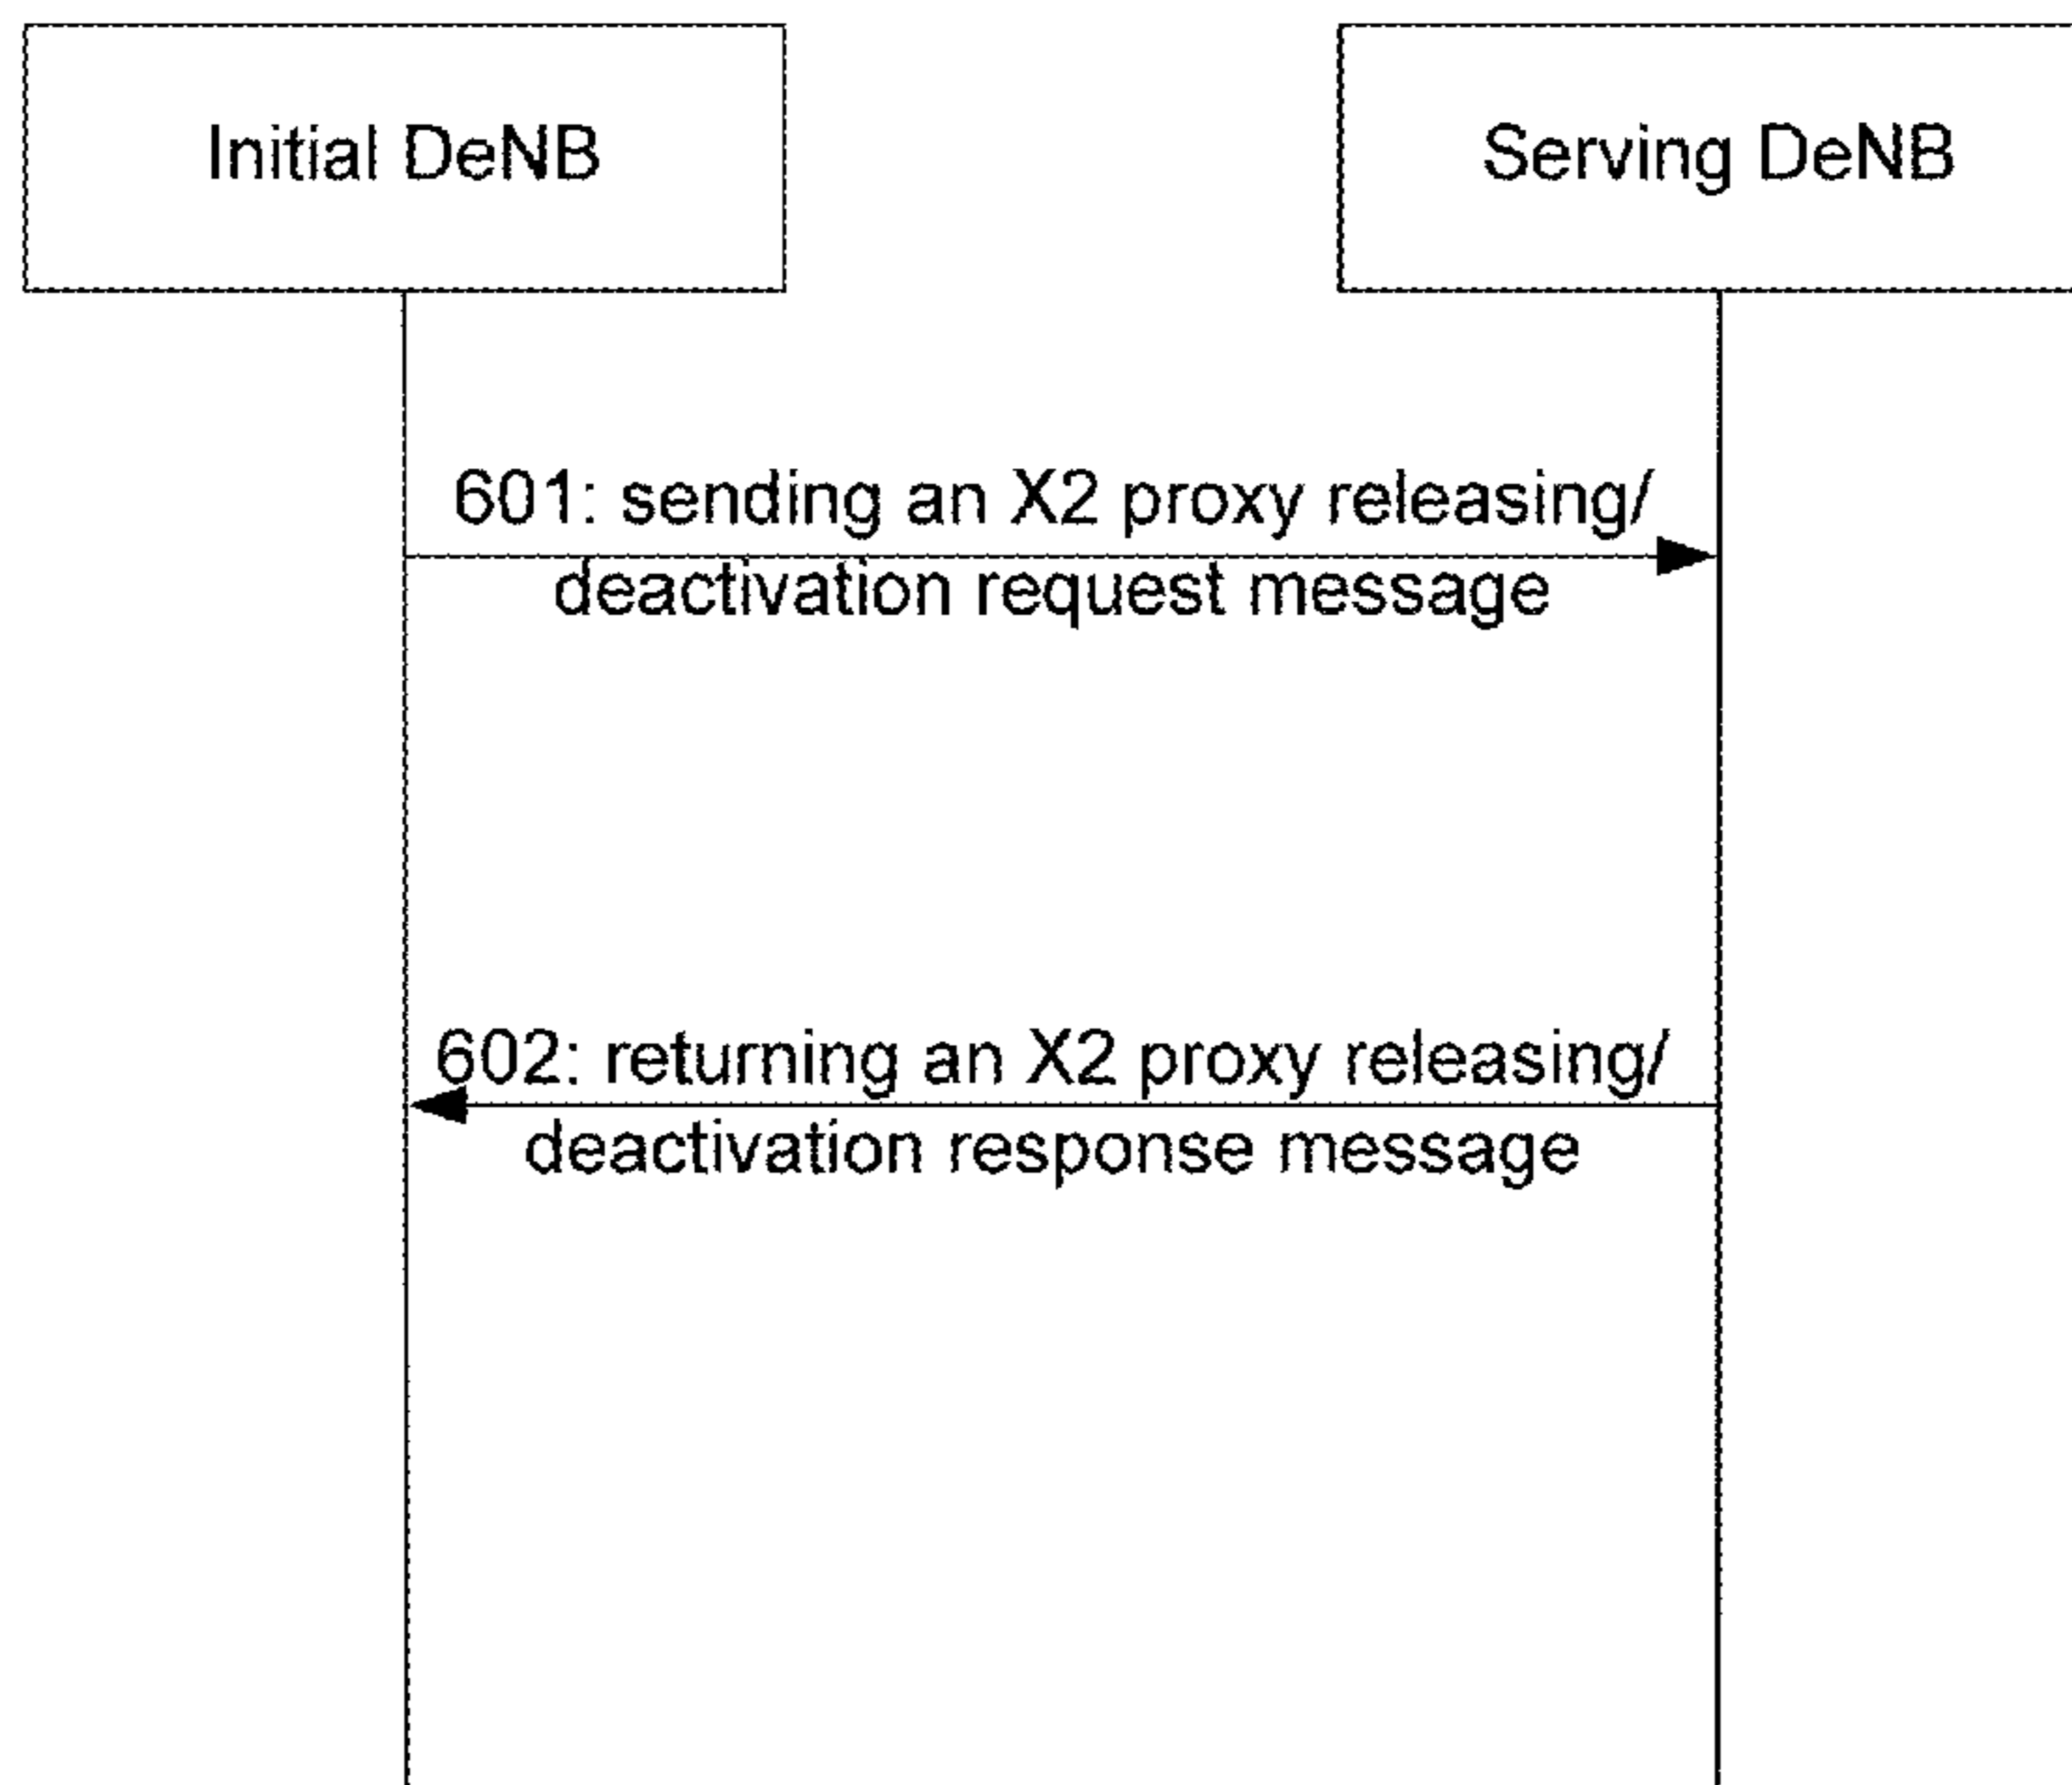 Initial DeNB
Serving DeNB
601: sending an X2 proxy releasing/
deactivation request message
602: returning an X2 proxy releasing/
deactivation response message